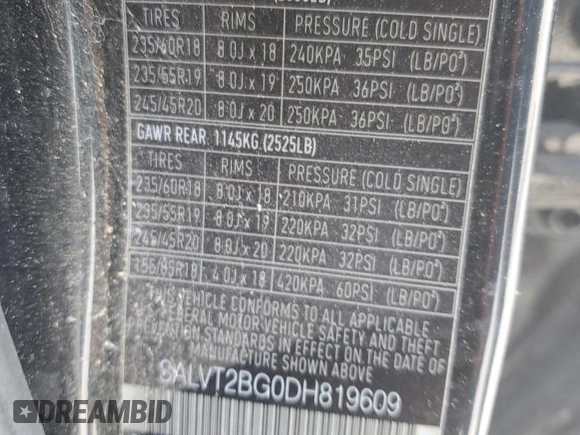 TIRES RIMS PRESSURE (COLD SINGLE)
235/60R18 8.0J x 18 240KPA 35PSI (LB/PO²)
235/55R19 8.0J x 19 250KPA 36PSI (LB/PO²)
245/45R20 8.0J x 20 250KPA 36PSI (LB/PO²)
GAWR REAR 1145KG.(2525LB)
TIRES RIMS PRESSURE (COLD SINGLE)
235/60R18 8.0J x 18 210KPA 31PSI (LB/PO²)
235/55R19 8.0J x 19 220KPA 32PSI (LB/PO²)
245/45R20 8.0J x 20 220KPA 32PSI (LB/PO²)
155/85R18 4.0J x 18 420KPA 60PSI (LB/PO²)
THIS VEHICLE CONFORMS TO ALL APPLICABLE
FEDERAL MOTOR VEHICLE SAFETY AND THEFT
STANDARDS IN EFFECT ON THE DATE OF
MANUFACTURE SHOWN ABOVE
SALVT2BG0DH819609
DREAMBID